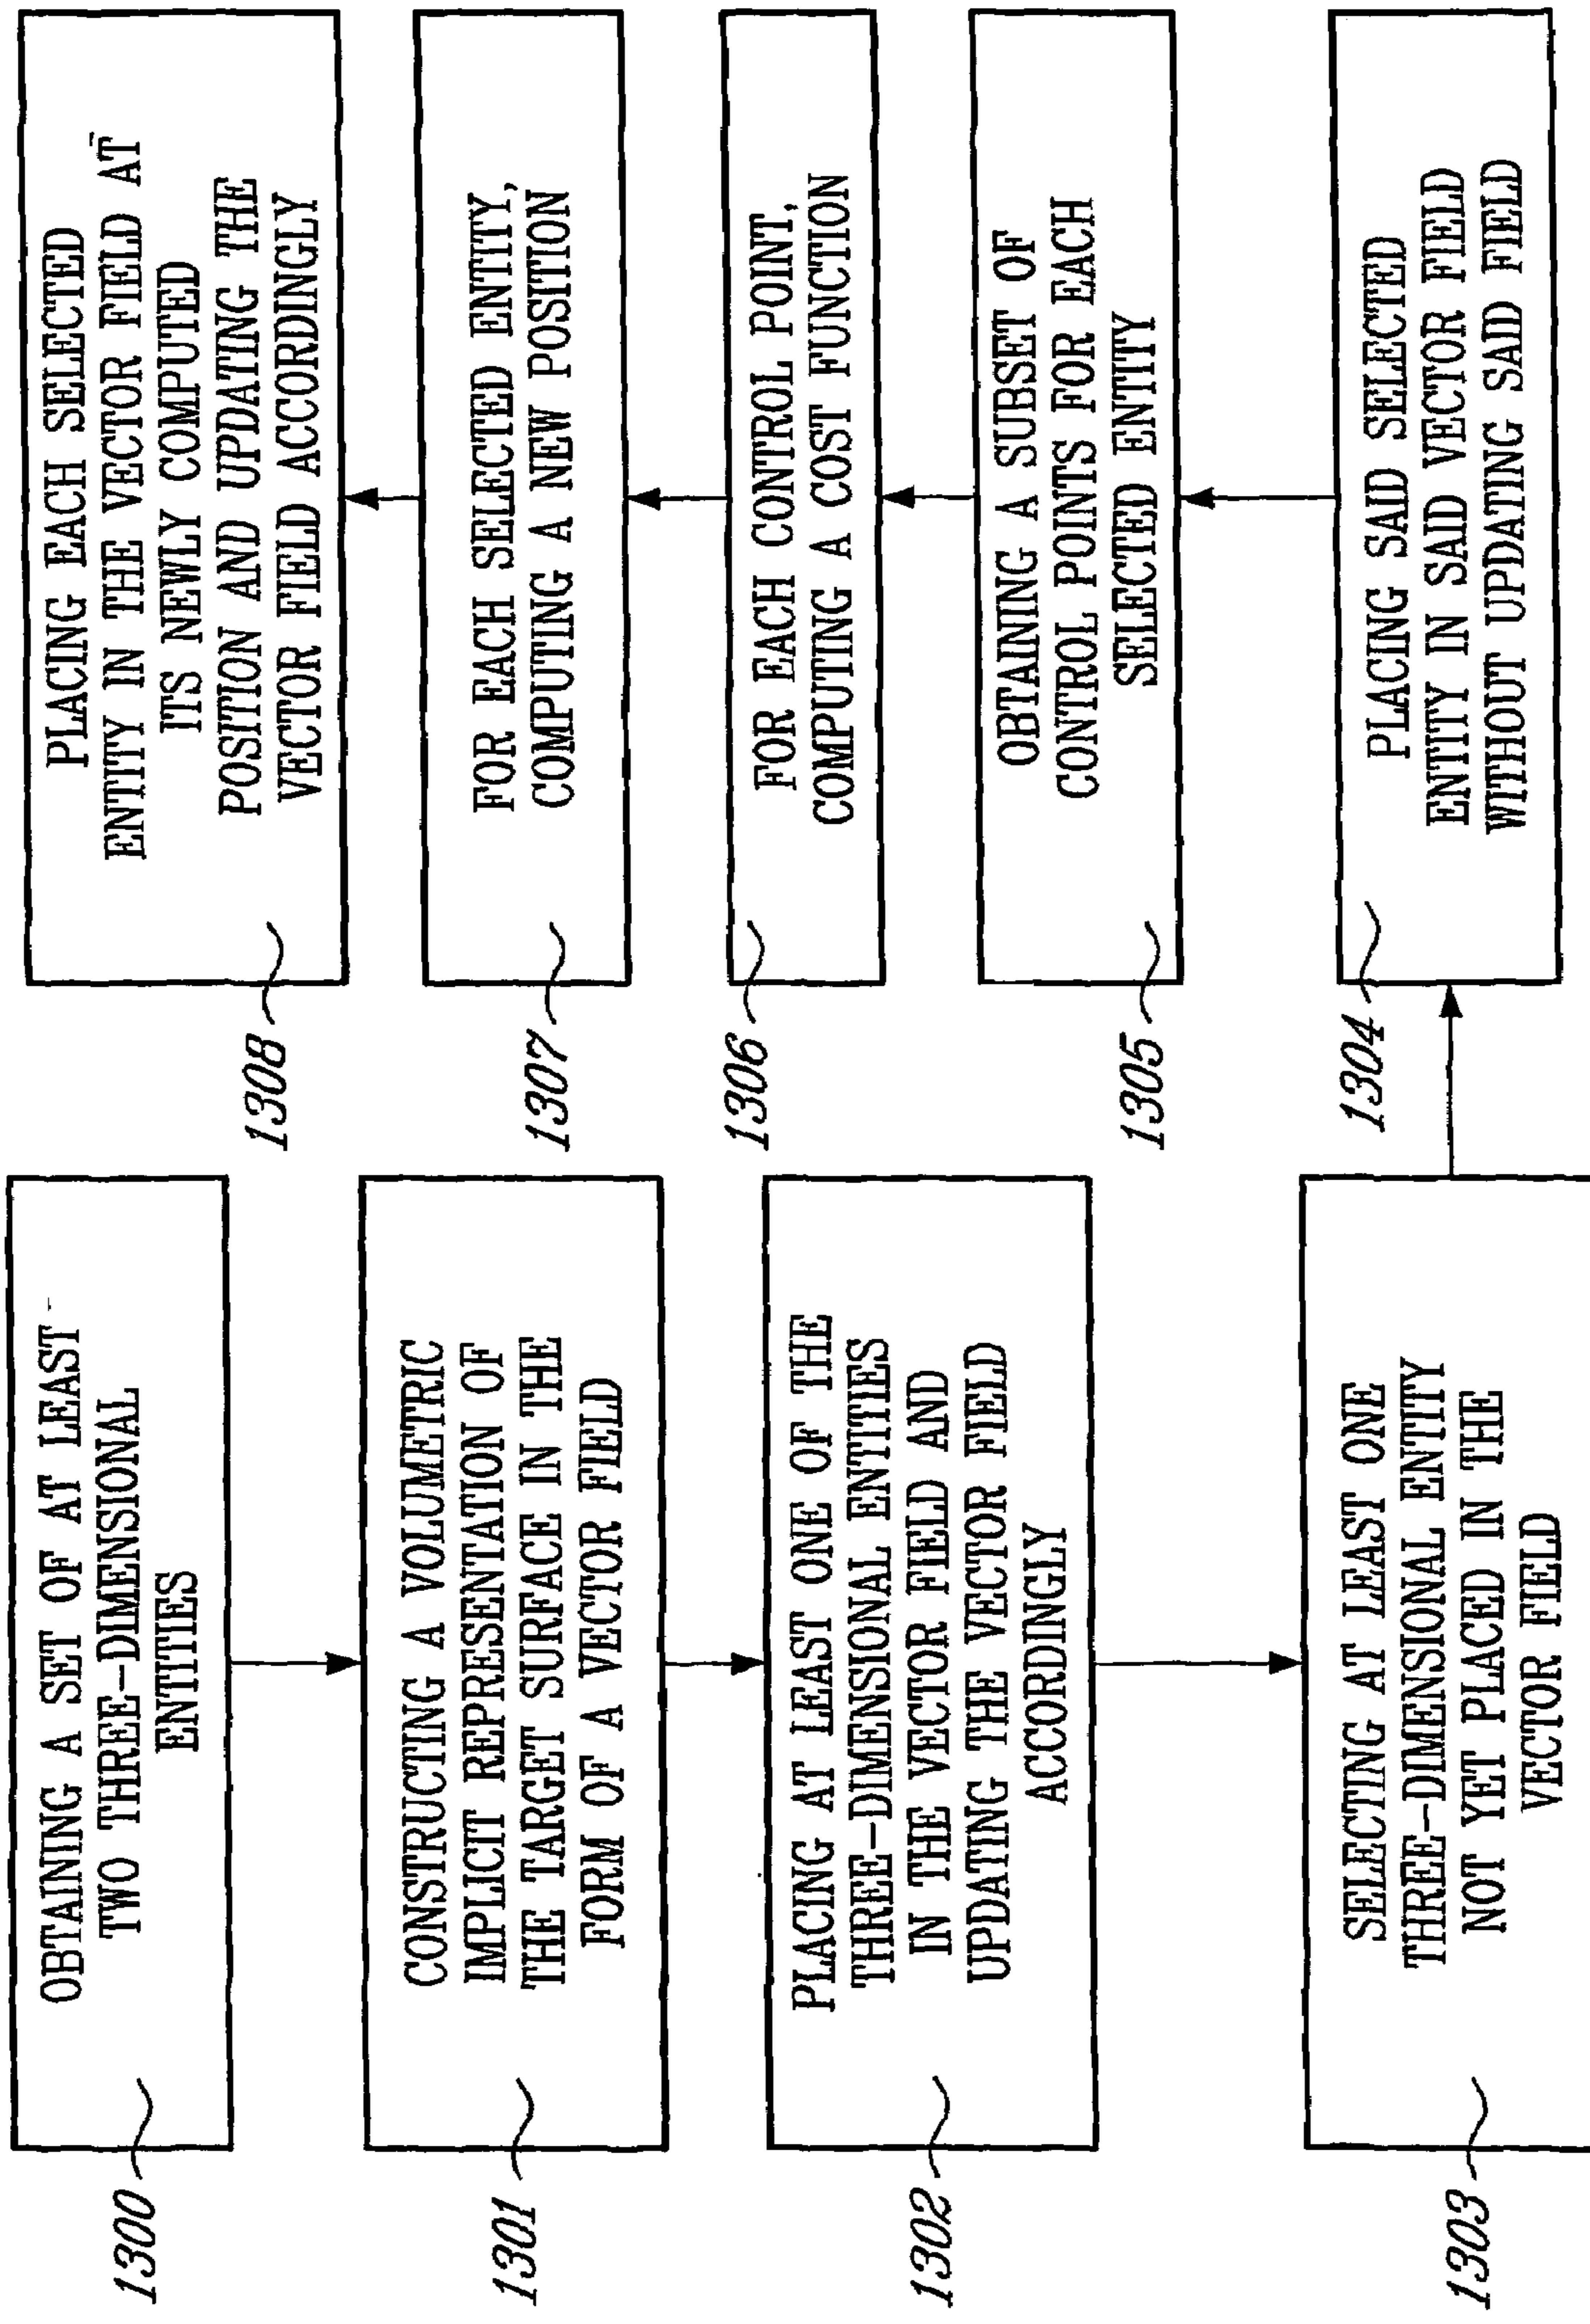 1300
OBTAINING A SET OF AT LEAST
TWO THREE-DIMENSIONAL
ENTITIES
1301
CONSTRUCTING A VOLUMETRIC
IMPLICIT REPRESENTATION OF
THE TARGET SURFACE IN THE
FORM OF A VECTOR FIELD
1302
PLACING AT LEAST ONE OF THE
THREE-DIMENSIONAL ENTITIES
IN THE VECTOR FIELD AND
UPDATING THE VECTOR FIELD
ACCORDINGLY
1303
SELECTING AT LEAST ONE
THREE-DIMENSIONAL ENTITY
NOT YET PLACED IN THE
VECTOR FIELD
1304
PLACING SAID SELECTED
ENTITY IN SAID VECTOR FIELD
WITHOUT UPDATING SAID FIELD
1305
OBTAINING A SUBSET OF
CONTROL POINTS FOR EACH
SELECTED ENTITY
1306
FOR EACH CONTROL POINT,
COMPUTING A COST FUNCTION
1307
FOR EACH SELECTED ENTITY,
COMPUTING A NEW POSITION
1308
PLACING EACH SELECTED
ENTITY IN THE VECTOR FIELD AT
ITS NEWLY COMPUTED
POSITION AND UPDATING THE
VECTOR FIELD ACCORDINGLY